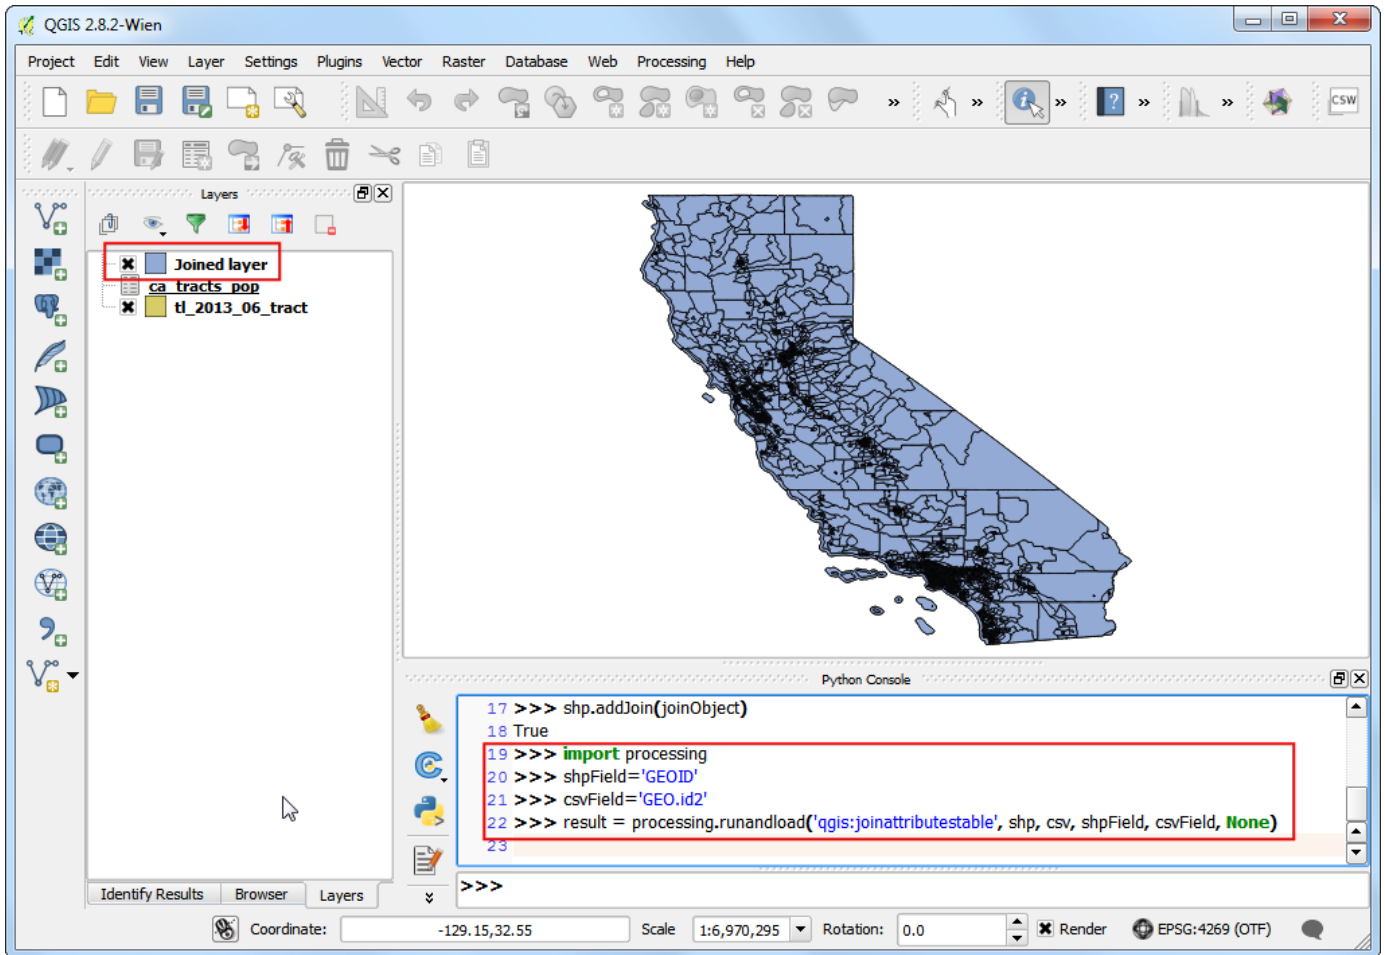 QGIS 2.8.2-Wien
Project Edit View Layer Settings Plugins Vector Raster Database Web Processing Help
CSW
Layers
Joined layer
ca_tracts_pop
tl_2013_06_tract
Python Console
17 >>> shp.addJoin(joinObject)
18 True
19 >>> import processing
20 >>> shpField='GEOID'
21 >>> csvField='GEO.id2'
22 >>> result = processing.runandload('qgis:joinattributestable', shp, csv, shpField, csvField, None)
23
>>>
Identify Results Browser Layers
Coordinate: -129.15,32.55 Scale 1:6,970,295 Rotation: 0.0 Render EPSG:4269 (OTF)